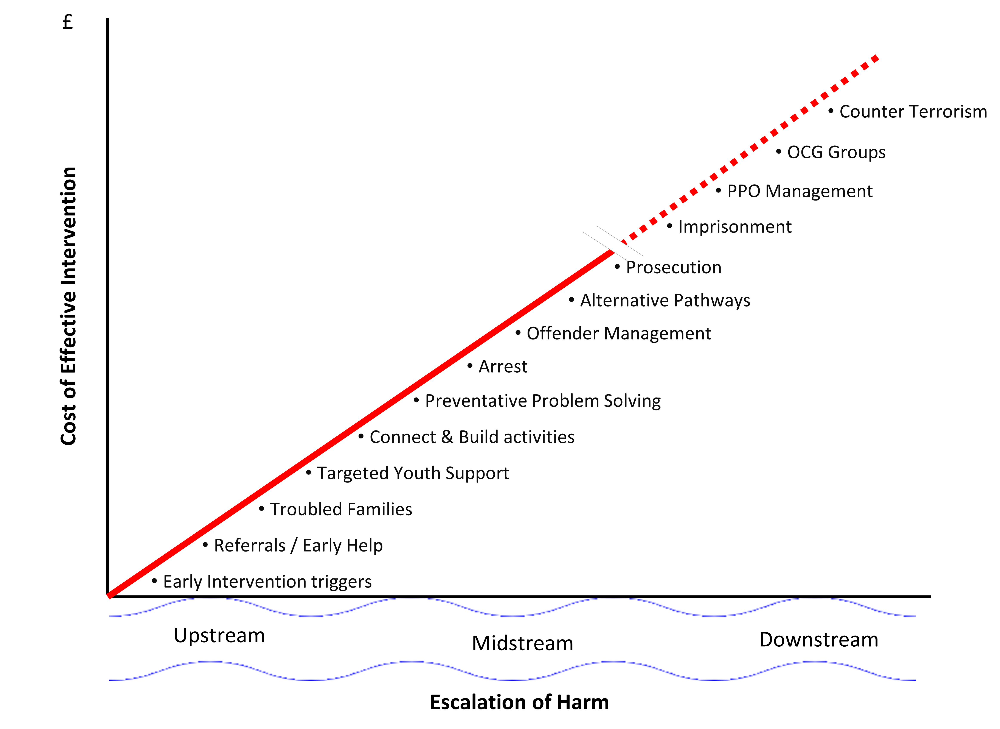 £
Cost of Effective Intervention
• Counter Terrorism
• OCG Groups
• PPO Management
• Imprisonment
• Prosecution
• Alternative Pathways
• Offender Management
• Arrest
• Preventative Problem Solving
• Connect & Build activities
• Targeted Youth Support
• Troubled Families
• Referrals / Early Help
• Early Intervention triggers
Upstream
Midstream
Downstream
Escalation of Harm